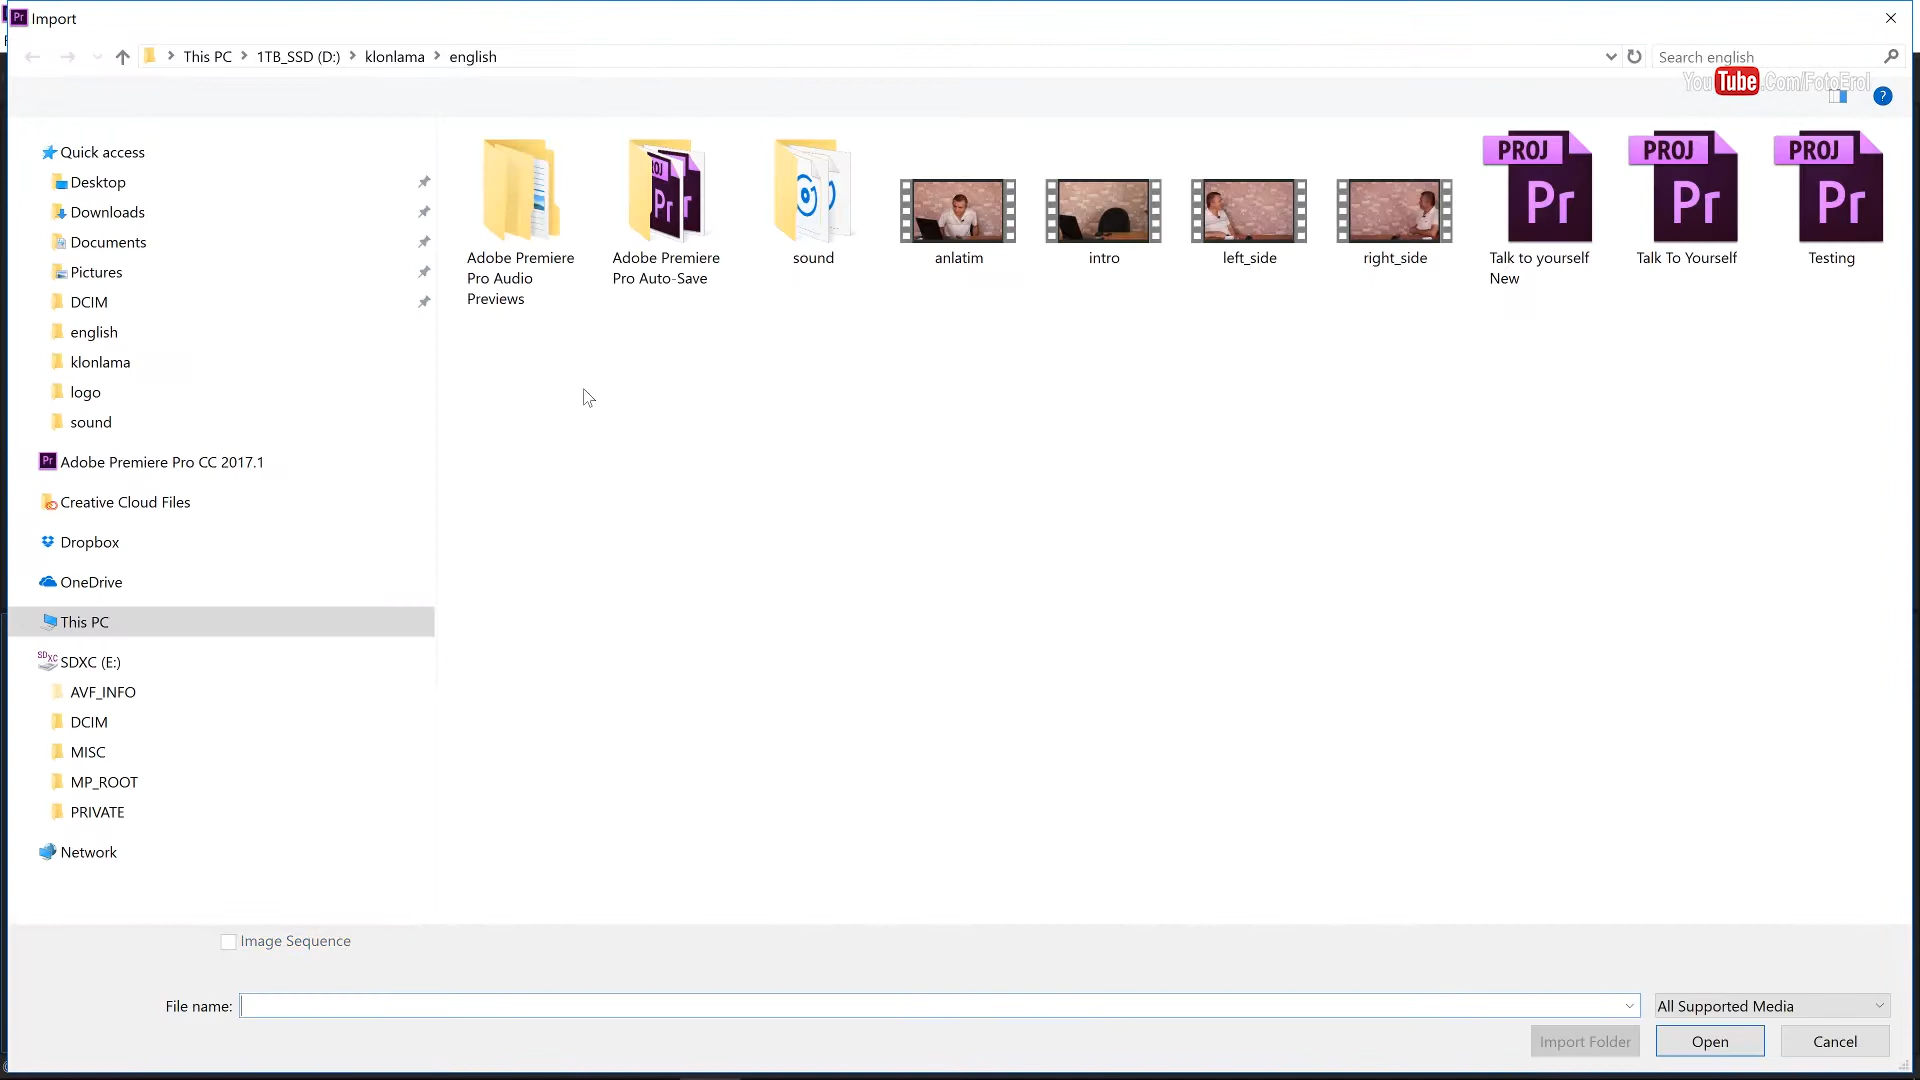 Pr Import
This PC > 1TB_SSD (D:) > klonlama > english
Search english
YouTube.Com/FotoErol
?
Quick access
Desktop
Downloads
Documents
Pictures
DCIM
english
klonlama
logo
sound
Pr Adobe Premiere Pro CC 2017.1
Creative Cloud Files
Dropbox
OneDrive
This PC
SDXC SDXC (E:)
AVF_INFO
DCIM
MISC
MP_ROOT
PRIVATE
Network
Adobe Premiere
Pro Audio
Previews
Pr
Adobe Premiere
Pro Auto-Save
sound
anlatim
intro
left_side
right_side
PROJ
Pr
Talk to yourself
New
PROJ
Pr
Talk To Yourself
PROJ
Pr
Testing
Image Sequence
File name:
All Supported Media
Import Folder
Open
Cancel